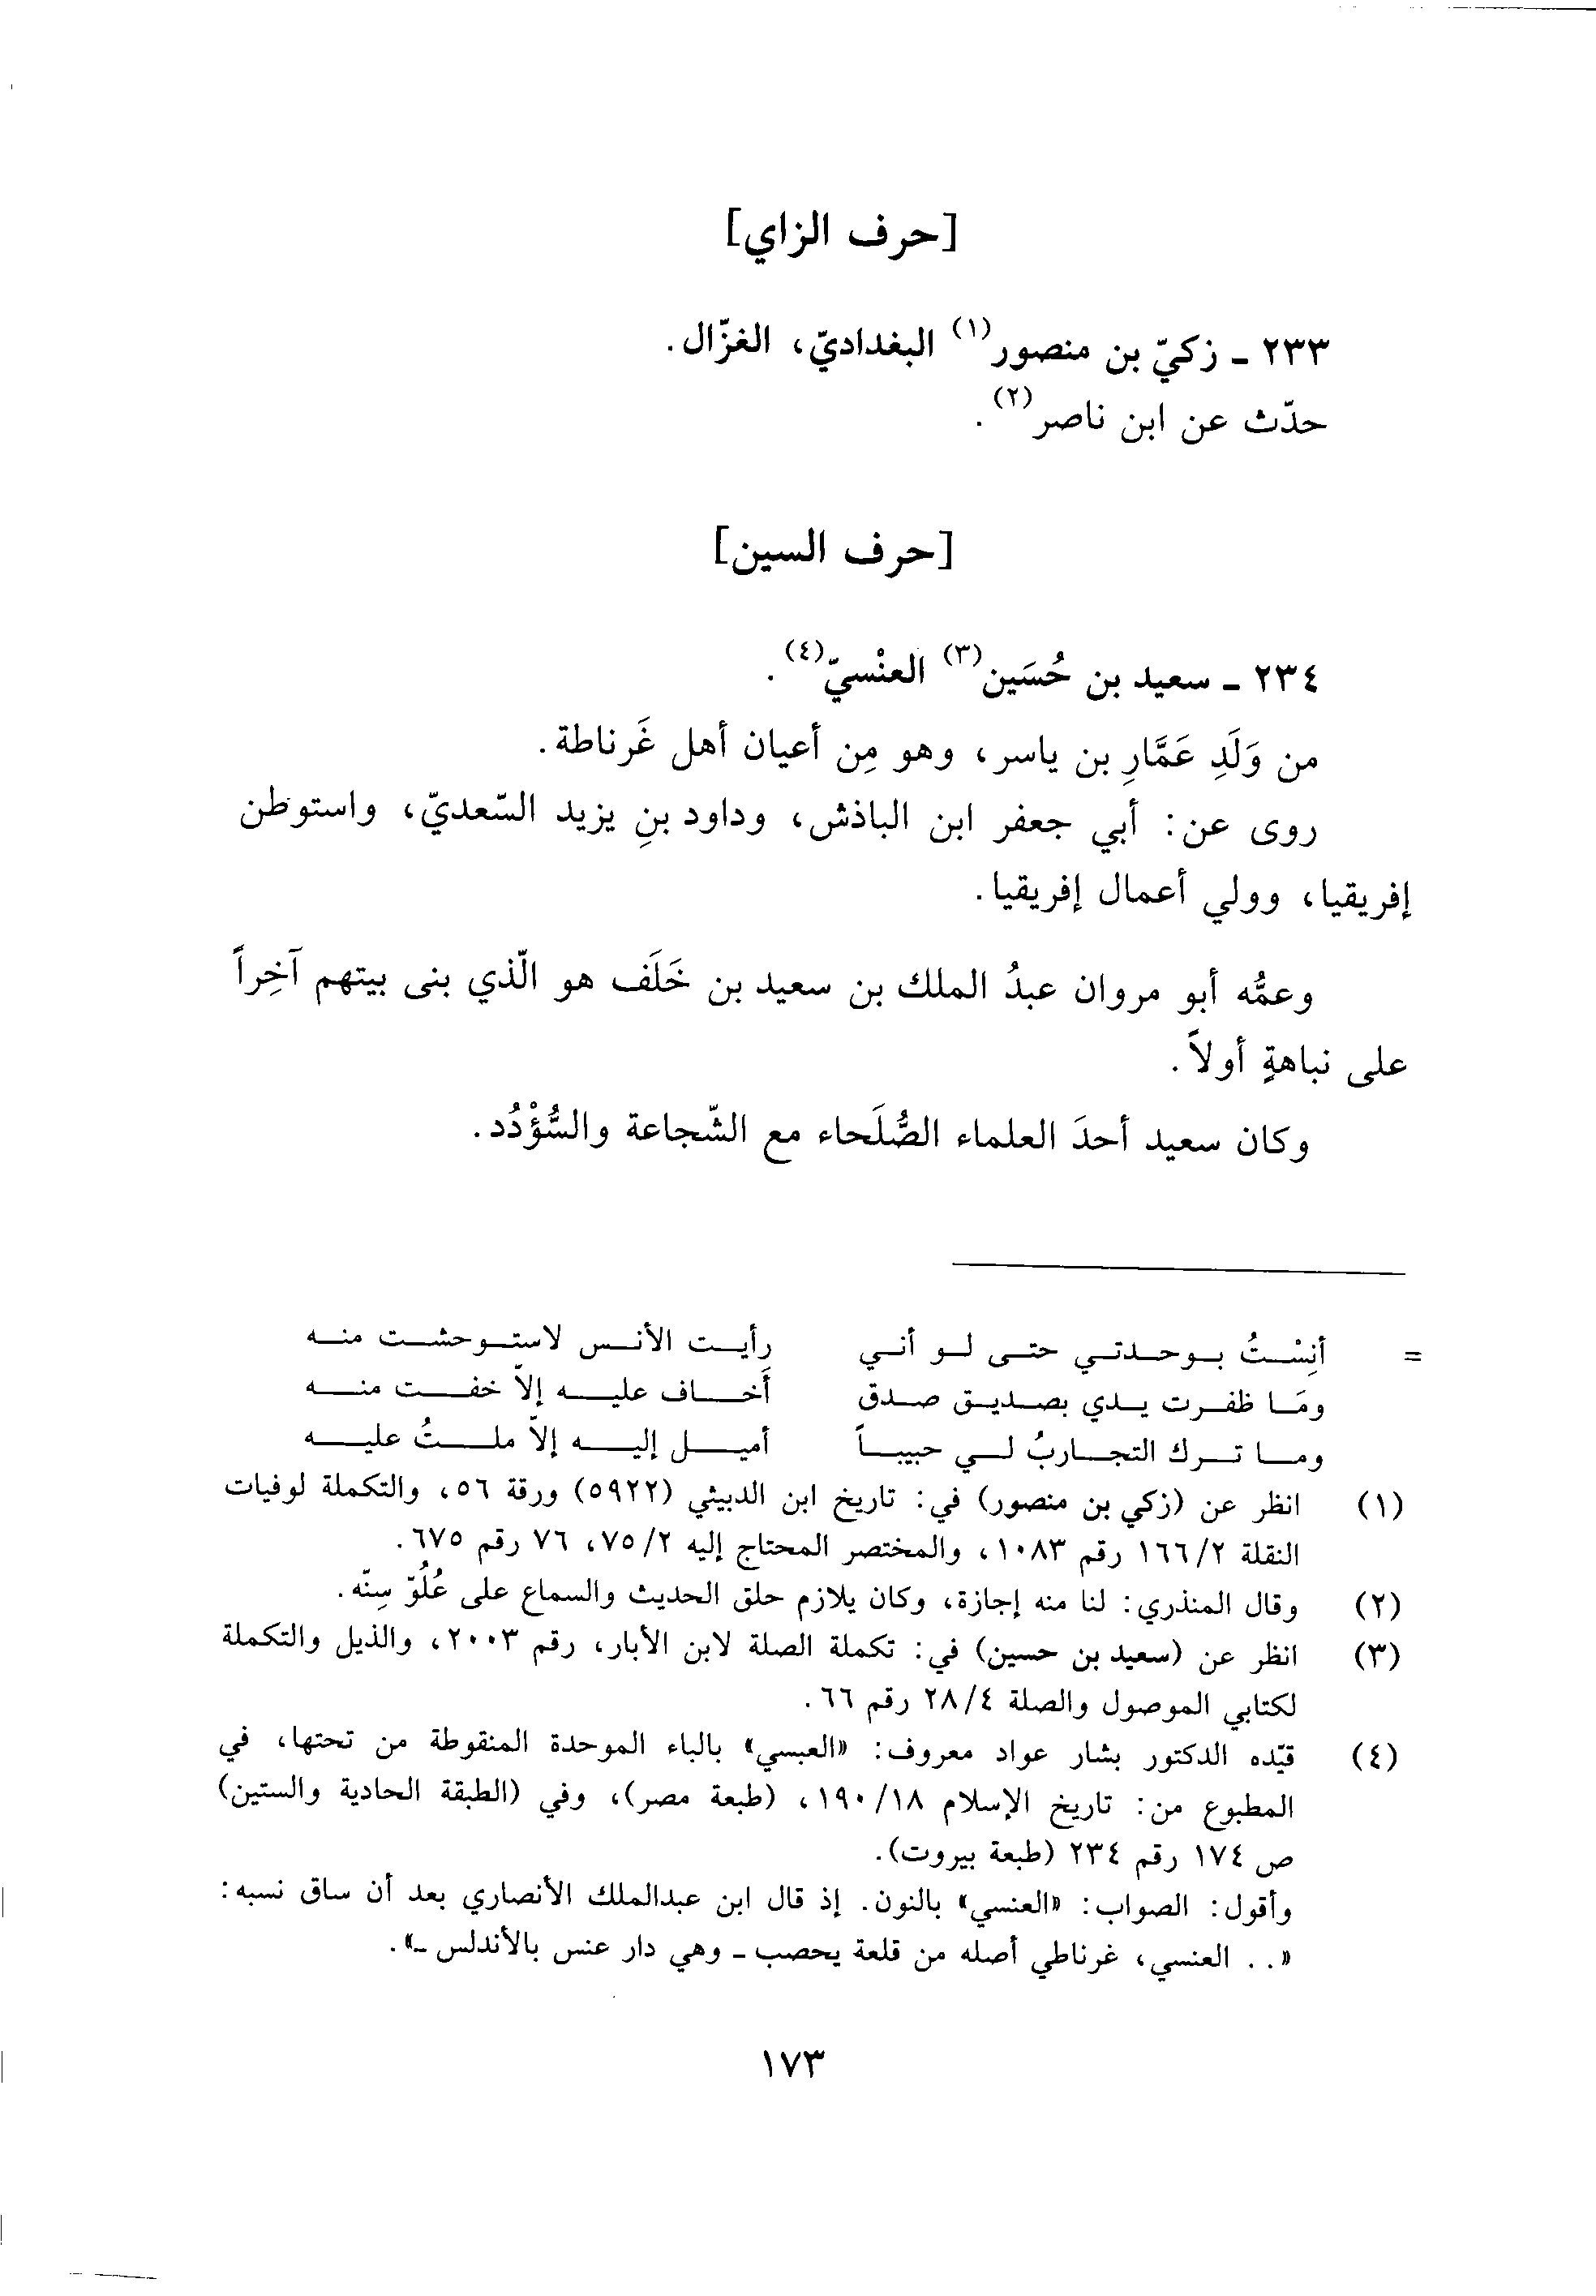 [حرف الزاي]
٢٣٣ ـ زكيّ بن منصور(١) البغداديّ، الغزّال.
حدّث عن ابن ناصر(٢).
[حرف السين]
٢٣٤ ـ سعيد بن حُسَين(٣) العنْسيّ(٤).
من وَلَدِ عَمَّارِ بن ياسر، وهو مِن أعيان أهل غَرناطة.
روى عن: أبي جعفر ابن الباذش، وداود بنِ يزيد السّعديّ، واستوطن
إفريقيا، وولي أعمال إفريقيا.
وعمُّه أبو مروان عبدُ الملك بن سعيد بن خَلَف هو الّذي بنى بيتهم آخِراً
على نباهةٍ أولاً.
وكان سعيد أحدَ العلماء الصُّلَحاء مع الشّجاعة والسُّؤْدُد.
= أنِسْتُ بوحدتي حتى لو أني رأيت الأنس لاستوحشت منه
ومَا ظفرت يدي بصديق صدق أَخاف عليه إلاّ خفت منه
وما ترك التجاربُ لي حبيباً أميل إليه إلاّ ملتُ عليه
(١) انظر عن (زكي بن منصور) في: تاريخ ابن الدبيثي (٥٩٢٢) ورقة ٥٦، والتكملة لوفيات
النقلة ١٦٦/٢ رقم ١٠٨٣، والمختصر المحتاج إليه ٧٥/٢، ٧٦ رقم ٦٧٥.
(٢) وقال المنذري: لنا منه إجازة، وكان يلازم حلق الحديث والسماع على عُلُوّ سِنّه.
(٣) انظر عن (سعيد بن حسين) في: تكملة الصلة لابن الأبار، رقم ٢٠٠٣، والذيل والتكملة
لكتابي الموصول والصلة ٢٨/٤ رقم ٦٦.
(٤) قيّده الدكتور بشار عواد معروف: «العبسي» بالباء الموحدة المنقوطة من تحتها، في
المطبوع من: تاريخ الإسلام ١٩٠/١٨، (طبعة مصر)، وفي (الطبقة الحادية والستين)
ص ١٧٤ رقم ٢٣٤ (طبعة بيروت).
وأقول: الصواب: «العنسي» بالنون. إذ قال ابن عبدالملك الأنصاري بعد أن ساق نسبه:
«.. العنسي، غرناطي أصله من قلعة يحصب ـ وهي دار عنس بالأندلس ـ».
١٧٣